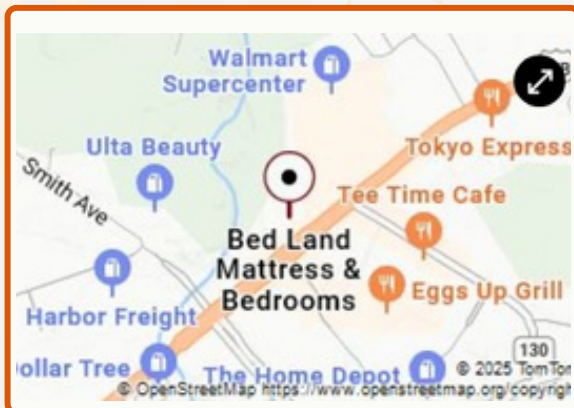 Walmart
Supercenter
Ulta Beauty
Tokyo Express
Smith Ave
Tee Time Cafe
Bed Land
Mattress &
Bedrooms
Eggs Up Grill
Harbor Freight
130
Dollar Tree
The Home Depot
© 2025 TomTom
© OpenStreetMap https://www.openstreetmap.org/copyright